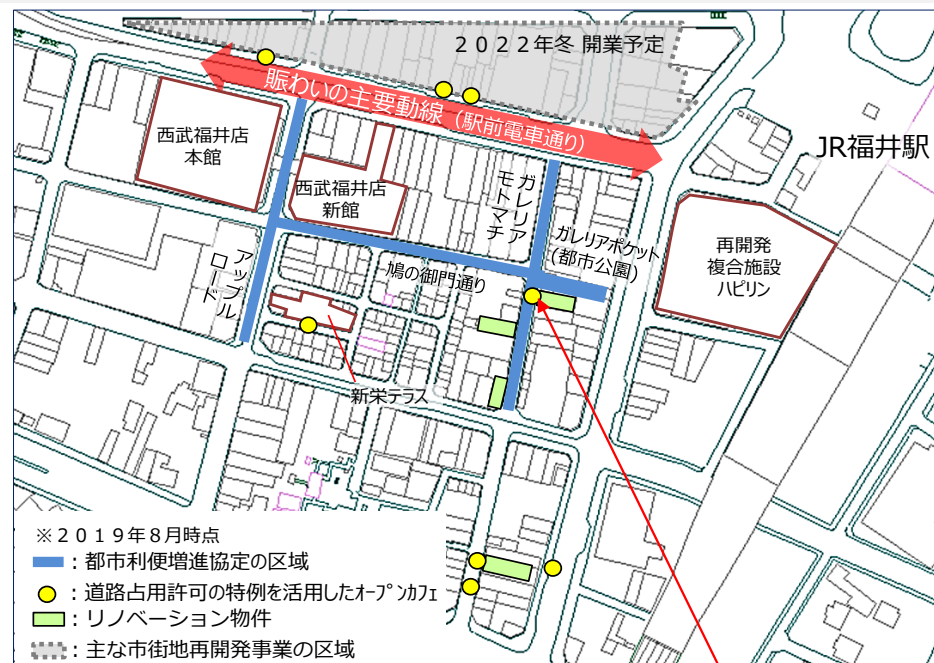 ２０２２年冬 開業予定
賑わいの主要動線（駅前電車通り）
JR福井駅
西武福井店
本館
西武福井店
新館
ガレリア
モトマチ
ガレリアポケット
(都市公園)
再開発
複合施設
ハピリン
アップル
ロード
鳩の御門通り
新栄テラス
※２０１９年８月時点
：都市利便増進協定の区域
：道路占用許可の特例を活用したオープンカフェ
：リノベーション物件
：主な市街地再開発事業の区域